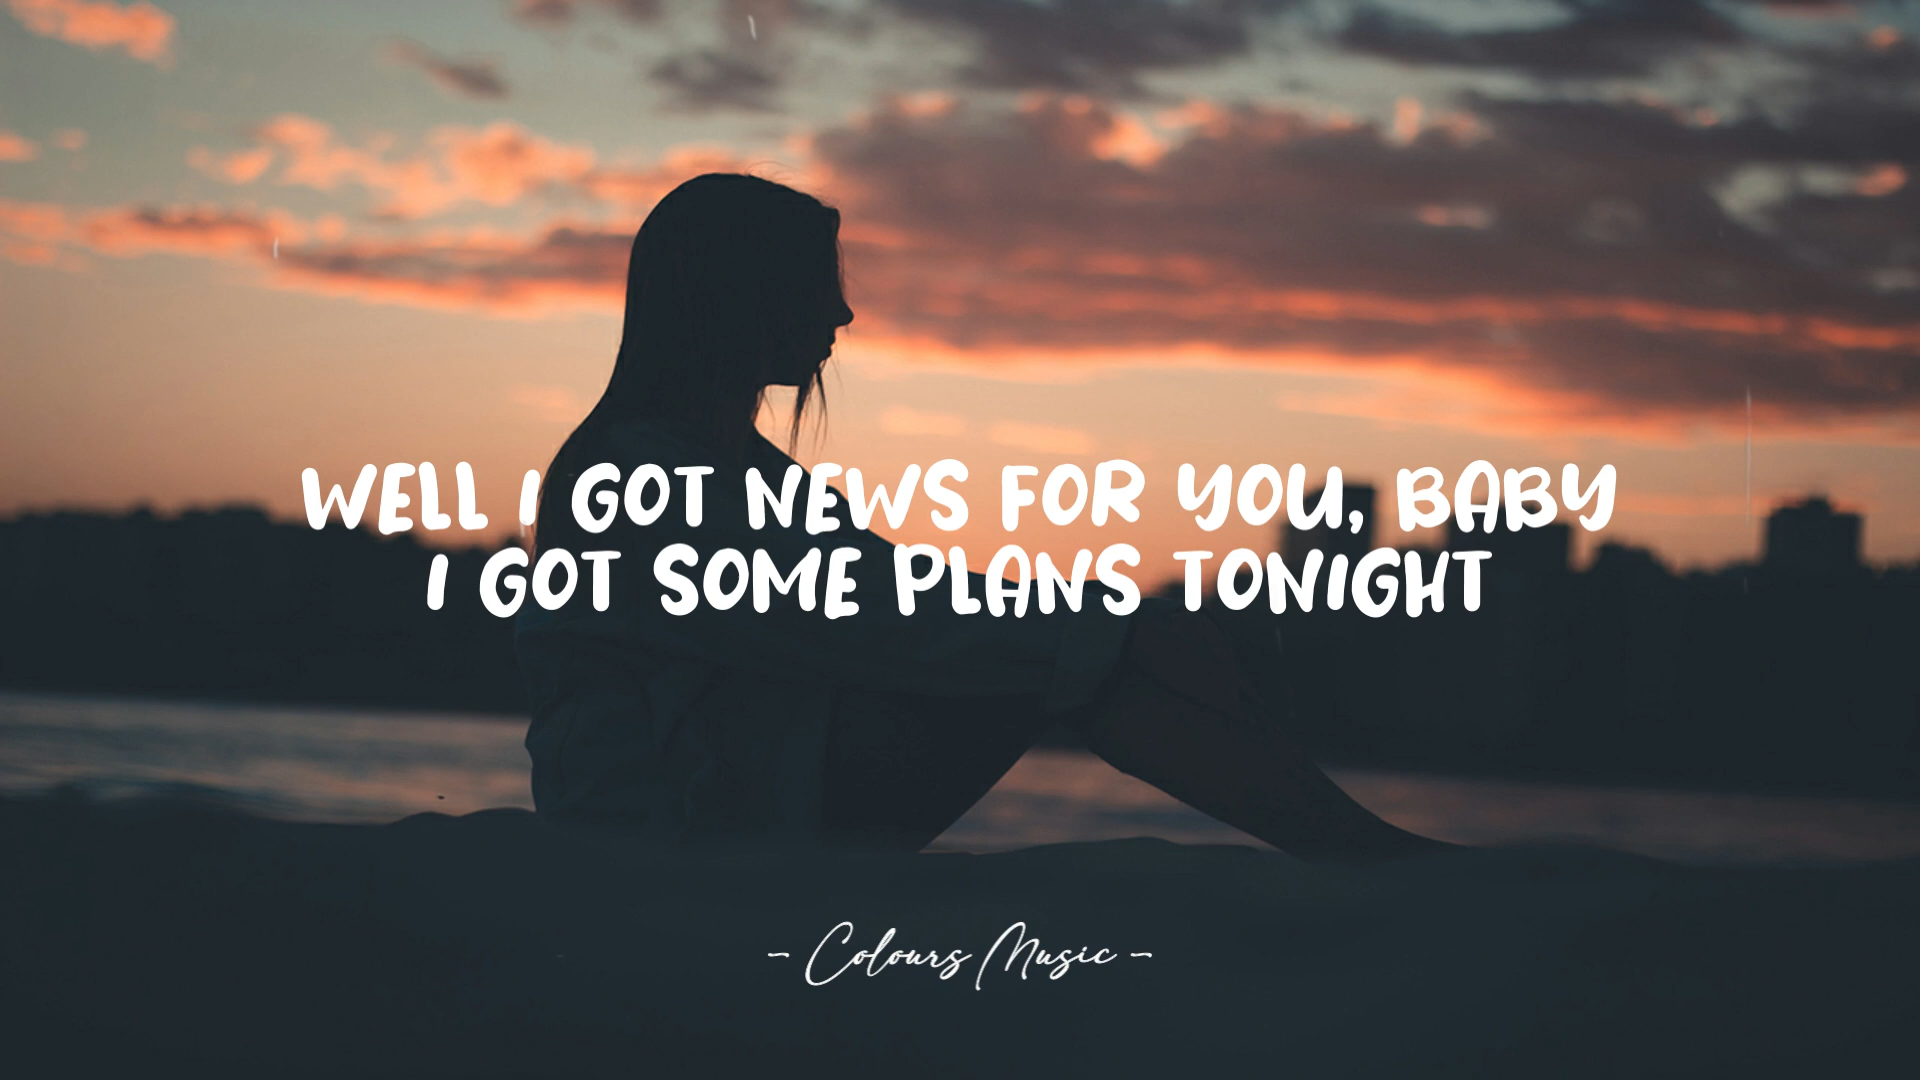 WELL I GOT NEWS FOR YOU, BABY
I GOT SOME PLANS TONIGHT
- Colours Music -